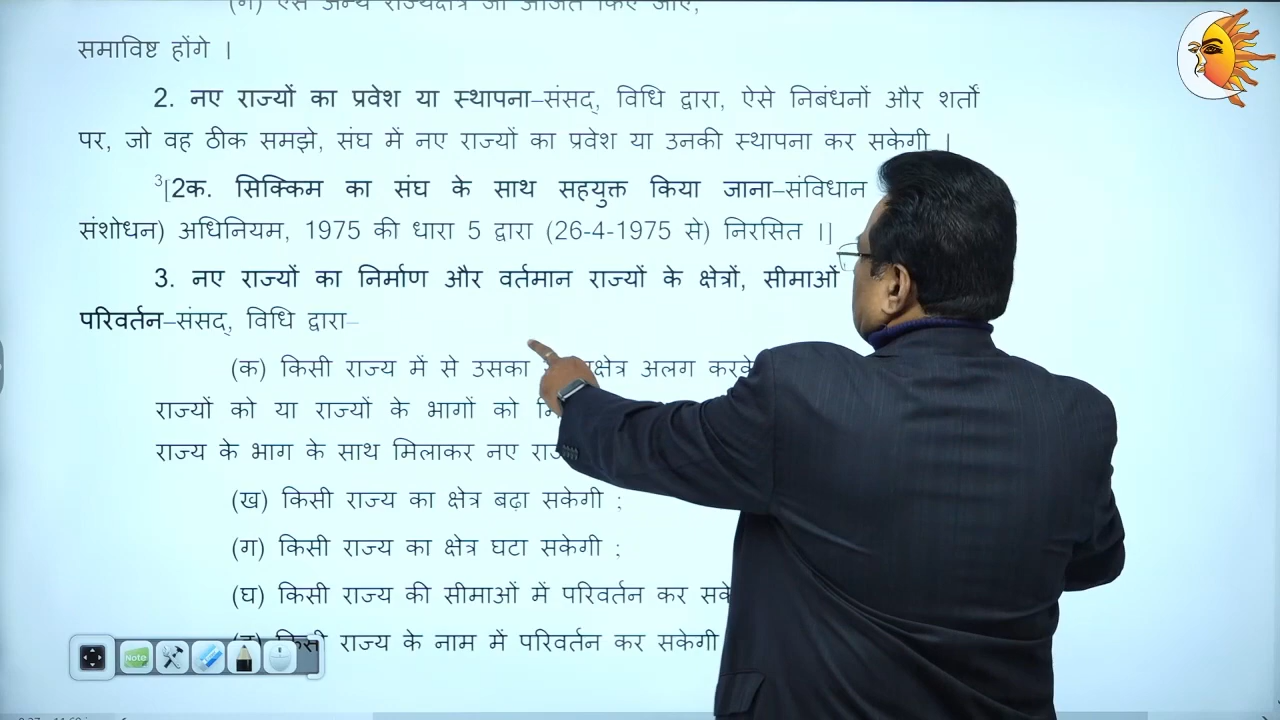 समाविष्ट होंगे ।
2. नए राज्यों का प्रवेश या स्थापना–संसद्, विधि द्वारा, ऐसे निबंधनों और शर्तों
पर, जो वह ठीक समझे, संघ में नए राज्यों का प्रवेश या उनकी स्थापना कर सकेगी ।
3[2क. सिक्किम का संघ के साथ सहयुक्त किया जाना–संविधान
संशोधन) अधिनियम, 1975 की धारा 5 द्वारा (26-4-1975 से) निरसित ।]
3. नए राज्यों का निर्माण और वर्तमान राज्यों के क्षेत्रों, सीमाओं
परिवर्तन–संसद्, विधि द्वारा–
(क) किसी राज्य में से उसका अलग
राज्यों को या राज्यों के भागों को
राज्य के भाग के साथ मिलाकर नए
(ख) किसी राज्य का क्षेत्र बढ़ा सकेगी ;
(ग) किसी राज्य का क्षेत्र घटा सकेगी ;
(घ) किसी राज्य की सीमाओं में परिवर्तन कर
किसी राज्य के नाम में परिवर्तन कर सकेगी
Note